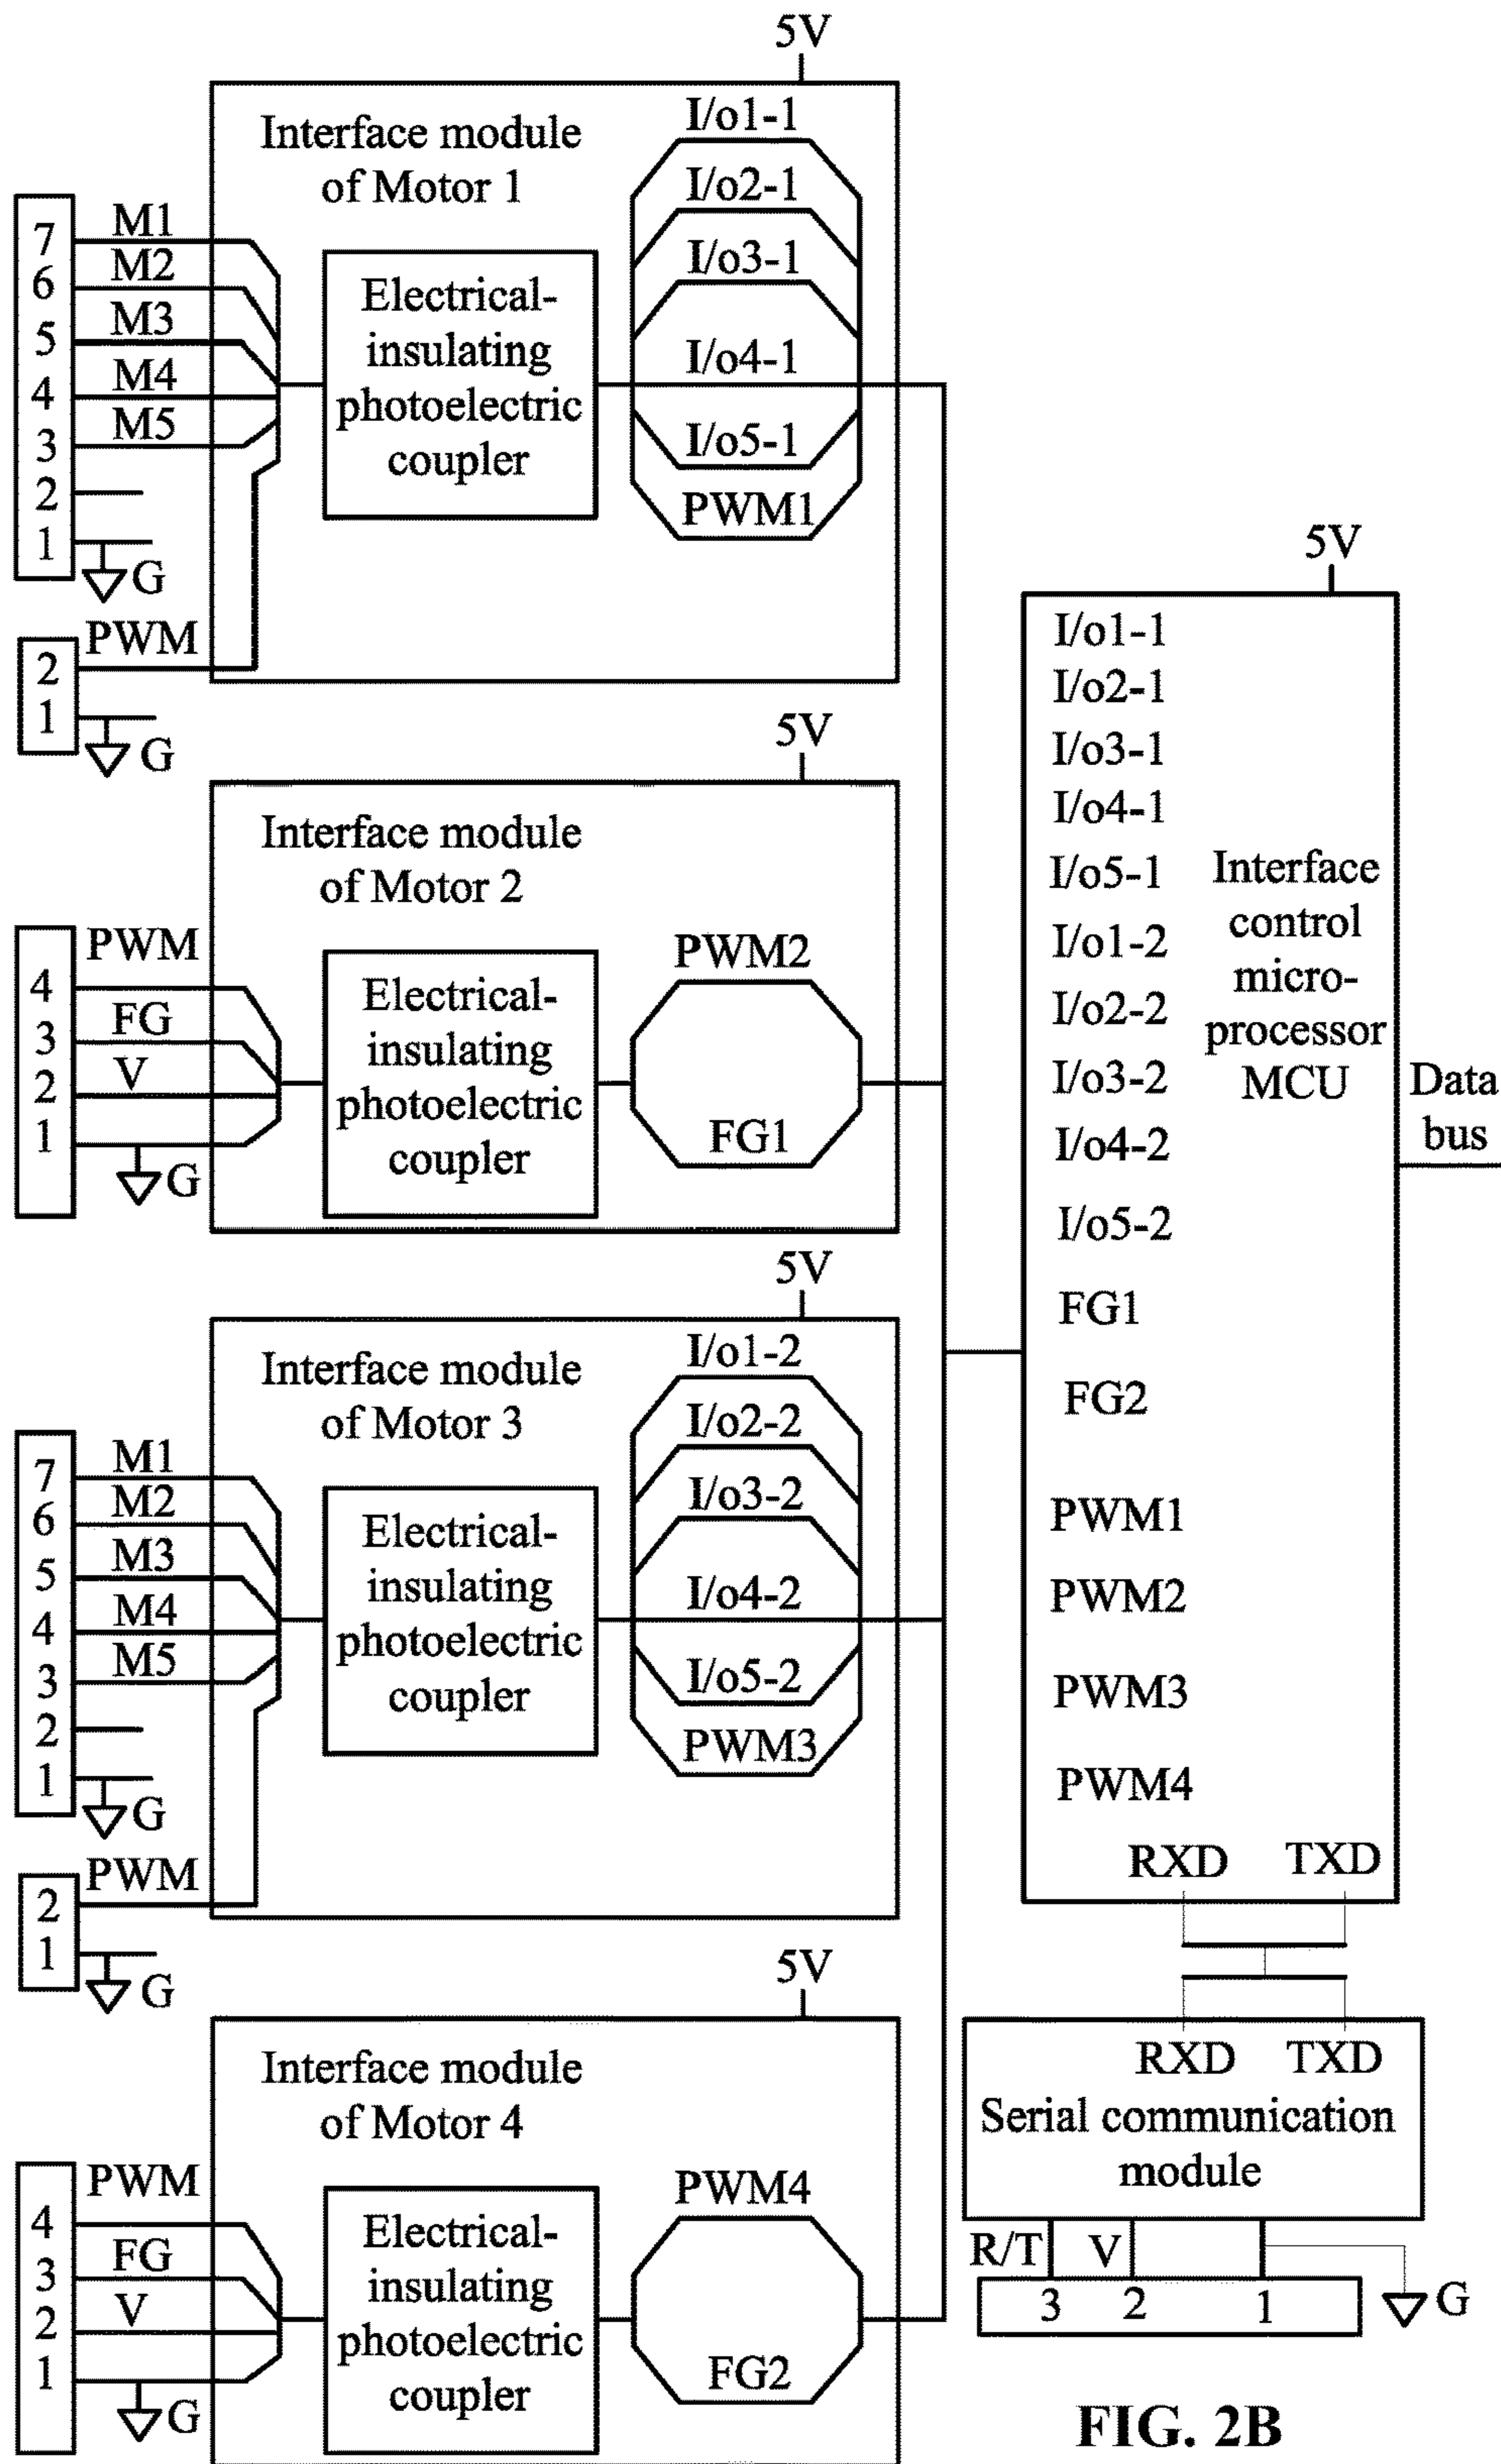 5V
Interface module
of Motor 1
I/o1-1
I/o2-1
I/o3-1
I/o4-1
I/o5-1
PWM1
7 M1
6 M2
5 M3
4 M4
3 M5
2
1
G
Electrical-
insulating
photoelectric
coupler
PWM
2
1
G
5V
Interface module
of Motor 2
PWM
4
FG
3
V
2
1
G
Electrical-
insulating
photoelectric
coupler
PWM2
FG1
5V
Interface module
of Motor 3
I/o1-2
I/o2-2
I/o3-2
I/o4-2
I/o5-2
PWM3
7 M1
6 M2
5 M3
4 M4
3 M5
2
1
G
Electrical-
insulating
photoelectric
coupler
PWM
2
1
G
5V
Interface module
of Motor 4
PWM
4
FG
3
V
2
1
G
Electrical-
insulating
photoelectric
coupler
PWM4
FG2
5V
I/o1-1
I/o2-1
I/o3-1
I/o4-1
I/o5-1
I/o1-2
I/o2-2
I/o3-2
I/o4-2
I/o5-2
FG1
FG2
PWM1
PWM2
PWM3
PWM4
Interface
control
micro-
processor
MCU
Data
bus
RXD TXD
RXD TXD
Serial communication
module
R/T V
3 2 1
G
FIG. 2B